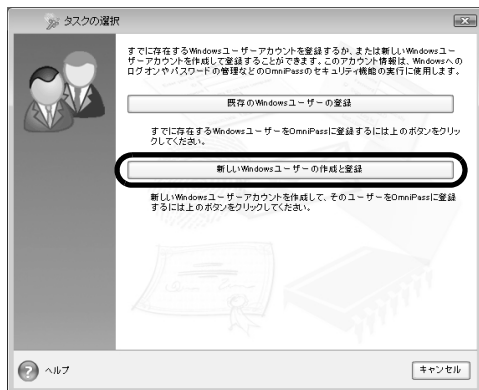 タスクの選択
すでに存在するWindowsユーザーアカウントを登録するか、または新しいWindowsユー
ザーアカウントを作成して登録することができます。このアカウント情報は、Windowsへの
ログオンやパスワードの管理などのOmniPassのセキュリティ機能の実行に使用します。
既存のWindowsユーザーの登録
すでに存在するWindowsユーザーをOmniPassに登録するには上のボタンをクリッ
クしてください。
新しいWindowsユーザーの作成と登録
新しいWindowsユーザーアカウントを作成して、そのユーザーをOmniPassに登録
するには上のボタンをクリックしてください。
ヘルプ
キャンセル